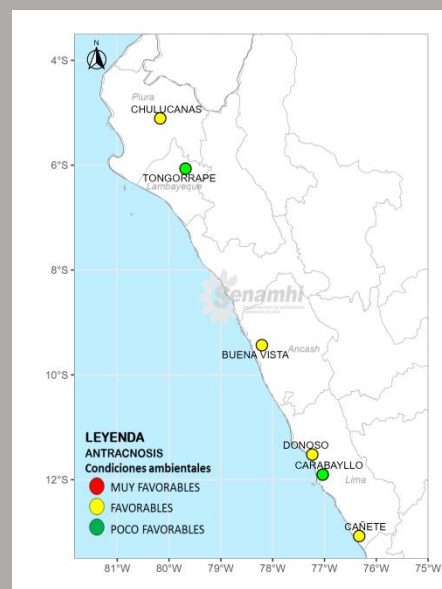 N
4°S
Piura
CHULUCANAS
6°S
TONGORRAPE
Lambayeque
8°S
Senamhi
BUENA VISTA
Ancash
10°S
DONOSO
CARABAYLLO
Lima
12°S
CAÑETE
LEYENDA
ANTRACNOSIS
Condiciones ambientales
MUY FAVORABLES
FAVORABLES
POCO FAVORABLES
81°W 80°W 79°W 78°W 77°W 76°W 75°W